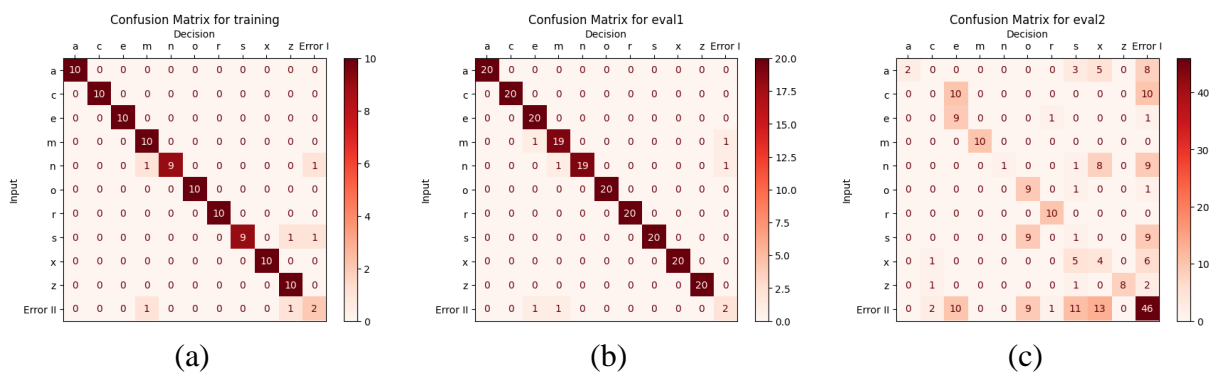 Confusion Matrix for training
Decision
a c e m n o r s x z Error I
a 10 0 0 0 0 0 0 0 0 0 0
c 0 10 0 0 0 0 0 0 0 0 0
e 0 0 10 0 0 0 0 0 0 0 0
m 0 0 0 10 0 0 0 0 0 0 0
n 0 0 0 1 9 0 0 0 0 0 1
o 0 0 0 0 0 10 0 0 0 0 0
r 0 0 0 0 0 0 10 0 0 0 0
s 0 0 0 0 0 0 0 9 0 1 1
x 0 0 0 0 0 0 0 0 10 0 0
z 0 0 0 0 0 0 0 0 0 10 0
Error II 0 0 0 1 0 0 0 0 0 1 2
Input
10
8
6
4
2
0
(a)
Confusion Matrix for eval1
Decision
a c e m n o r s x z Error I
a 20 0 0 0 0 0 0 0 0 0 0
c 0 20 0 0 0 0 0 0 0 0 0
e 0 0 20 0 0 0 0 0 0 0 0
m 0 0 1 19 0 0 0 0 0 0 1
n 0 0 0 1 19 0 0 0 0 0 1
o 0 0 0 0 0 20 0 0 0 0 0
r 0 0 0 0 0 0 20 0 0 0 0
s 0 0 0 0 0 0 0 20 0 0 0
x 0 0 0 0 0 0 0 0 20 0 0
z 0 0 0 0 0 0 0 0 0 20 0
Error II 0 0 1 1 0 0 0 0 0 0 2
Input
20.0
17.5
15.0
12.5
10.0
7.5
5.0
2.5
0.0
(b)
Confusion Matrix for eval2
Decision
a c e m n o r s x z Error I
a 2 0 0 0 0 0 0 3 5 0 8
c 0 0 10 0 0 0 0 0 0 0 10
e 0 0 9 0 0 0 1 0 0 0 1
m 0 0 0 10 0 0 0 0 0 0 0
n 0 0 0 0 1 0 0 1 8 0 9
o 0 0 0 0 0 9 0 1 0 0 1
r 0 0 0 0 0 0 10 0 0 0 0
s 0 0 0 0 0 9 0 1 0 0 9
x 0 1 0 0 0 0 0 5 4 0 6
z 0 1 0 0 0 0 0 1 0 8 2
Error II 0 2 10 0 0 9 1 11 13 0 46
Input
40
30
20
10
0
(c)